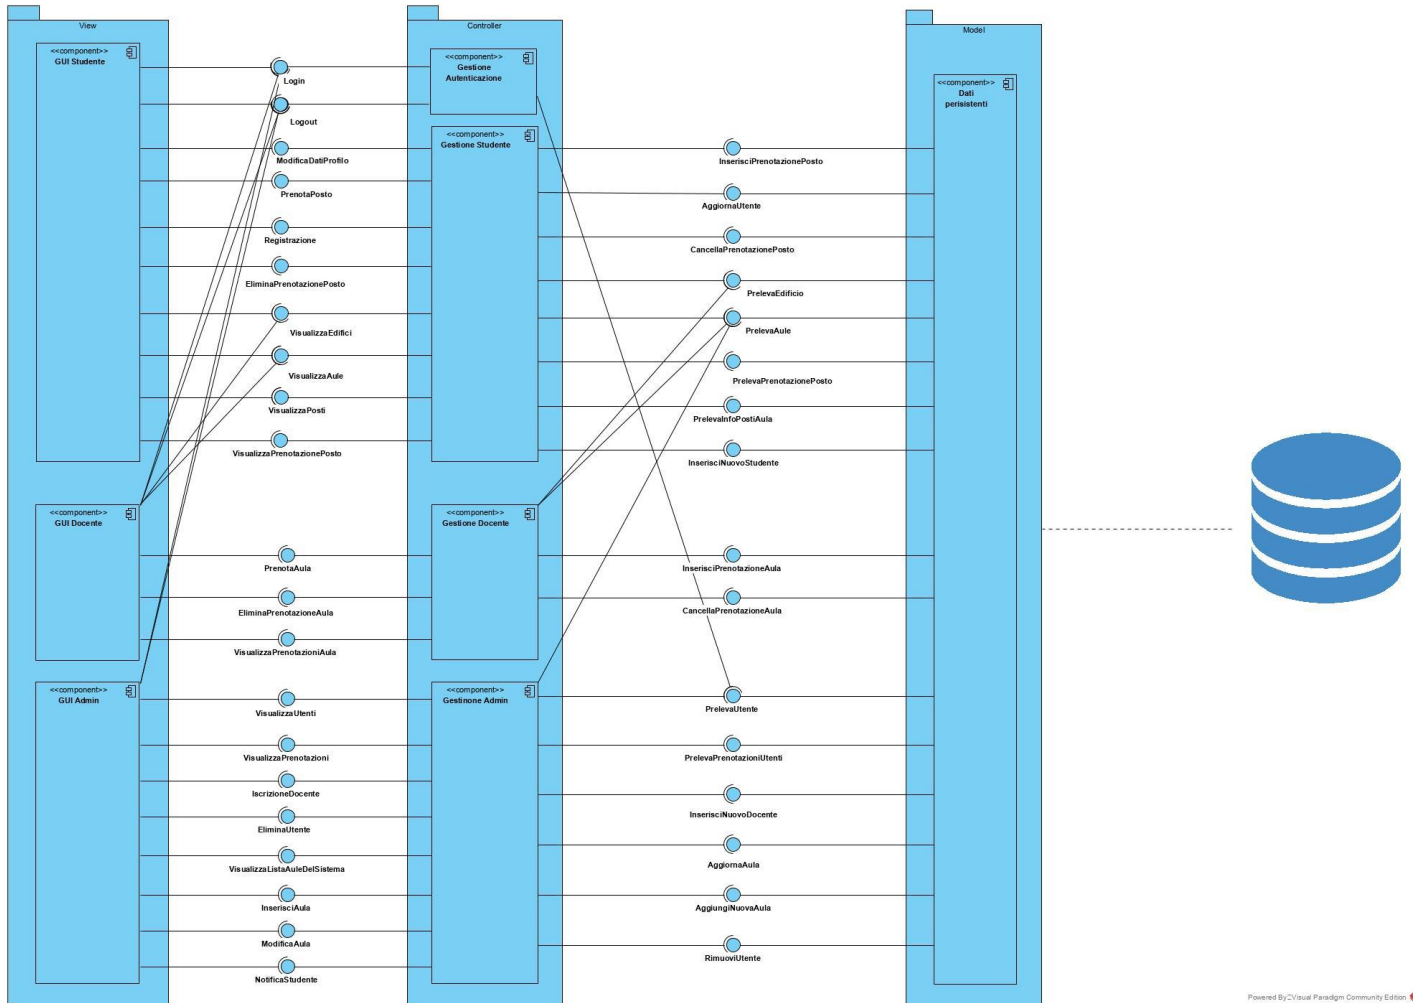 View
Controller
Model
<<component>>
GUI Studente
<<component>>
Gestione
Autenticazione
<<component>>
Dati
perisistenti
Login
Logout
<<component>>
Gestione Studente
ModificaDatiProfilo
PrenotaPosto
Registrazione
EliminaPrenotazionePosto
VisualizzaEdifici
VisualizzaAule
VisualizzaPosti
VisualizzaPrenotazionePosto
InserisciPrenotazionePosto
AggiornaUtente
CancellaPrenotazionePosto
PrelevaEdificio
PrelevaAule
PrelevaPrenotazionePosto
PrelevaInfoPostiAula
InserisciNuovoStudente
<<component>>
GUI Docente
<<component>>
Gestione Docente
PrenotaAula
EliminaPrenotazioneAula
VisualizzaPrenotazioniAula
InserisciPrenotazioneAula
CancellaPrenotazioneAula
<<component>>
GUI Admin
<<component>>
Gestinone Admin
VisualizzaUtenti
VisualizzaPrenotazioni
IscrizioneDocente
EliminaUtente
VisualizzaListaAuleDelSistema
InserisciAula
ModificaAula
NotificaStudente
PrelevaUtente
PrelevaPrenotazioniUtenti
InserisciNuovoDocente
AggiornaAula
AggiungiNuovaAula
RimuoviUtente
Powered By Visual Paradigm Community Edition